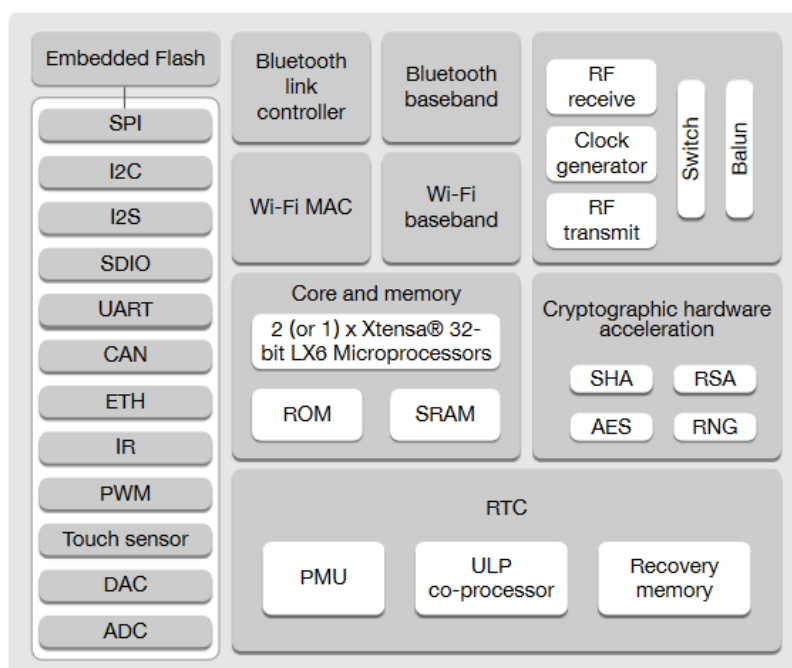 Embedded Flash
SPI
I2C
I2S
SDIO
UART
CAN
ETH
IR
PWM
Touch sensor
DAC
ADC
Bluetooth
link
controller
Bluetooth
baseband
Wi-Fi MAC
Wi-Fi
baseband
RF
receive
Clock
generator
RF
transmit
Switch
Balun
Core and memory
2 (or 1) x Xtensa® 32-
bit LX6 Microprocessors
ROM
SRAM
Cryptographic hardware
acceleration
SHA
RSA
AES
RNG
RTC
PMU
ULP
co-processor
Recovery
memory